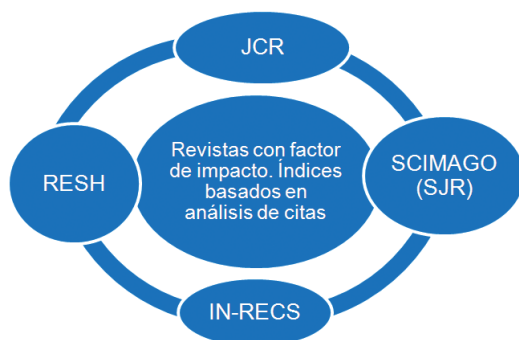 JCR
Revistas con factor
de impacto. Índices
basados en
análisis de citas
RESH
SCIMAGO
(SJR)
IN-RECS